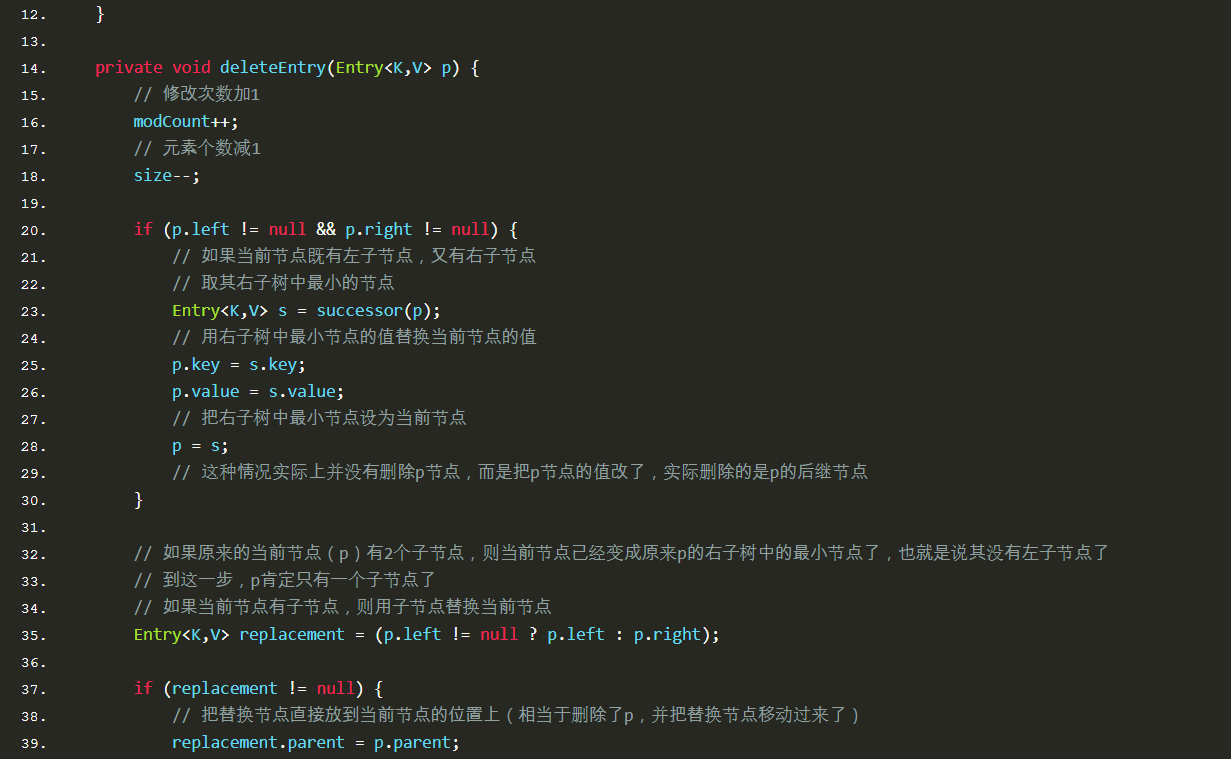 12.     }
13.
14.     private void deleteEntry(Entry<K,V> p) {
15.         // 修改次数加1
16.         modCount++;
17.         // 元素个数减1
18.         size--;
19.
20.         if (p.left != null && p.right != null) {
21.             // 如果当前节点既有左子节点，又有右子节点
22.             // 取其右子树中最小的节点
23.             Entry<K,V> s = successor(p);
24.             // 用右子树中最小节点的值替换当前节点的值
25.             p.key = s.key;
26.             p.value = s.value;
27.             // 把右子树中最小节点设为当前节点
28.             p = s;
29.             // 这种情况实际上并没有删除p节点，而是把p节点的值改了，实际删除的是p的后继节点
30.         }
31.
32.         // 如果原来的当前节点（p）有2个子节点，则当前节点已经变成原来p的右子树中的最小节点了，也就是说其没有左子节点了
33.         // 到这一步，p肯定只有一个子节点了
34.         // 如果当前节点有子节点，则用子节点替换当前节点
35.         Entry<K,V> replacement = (p.left != null ? p.left : p.right);
36.
37.         if (replacement != null) {
38.             // 把替换节点直接放到当前节点的位置上（相当于删除了p，并把替换节点移动过来了）
39.             replacement.parent = p.parent;